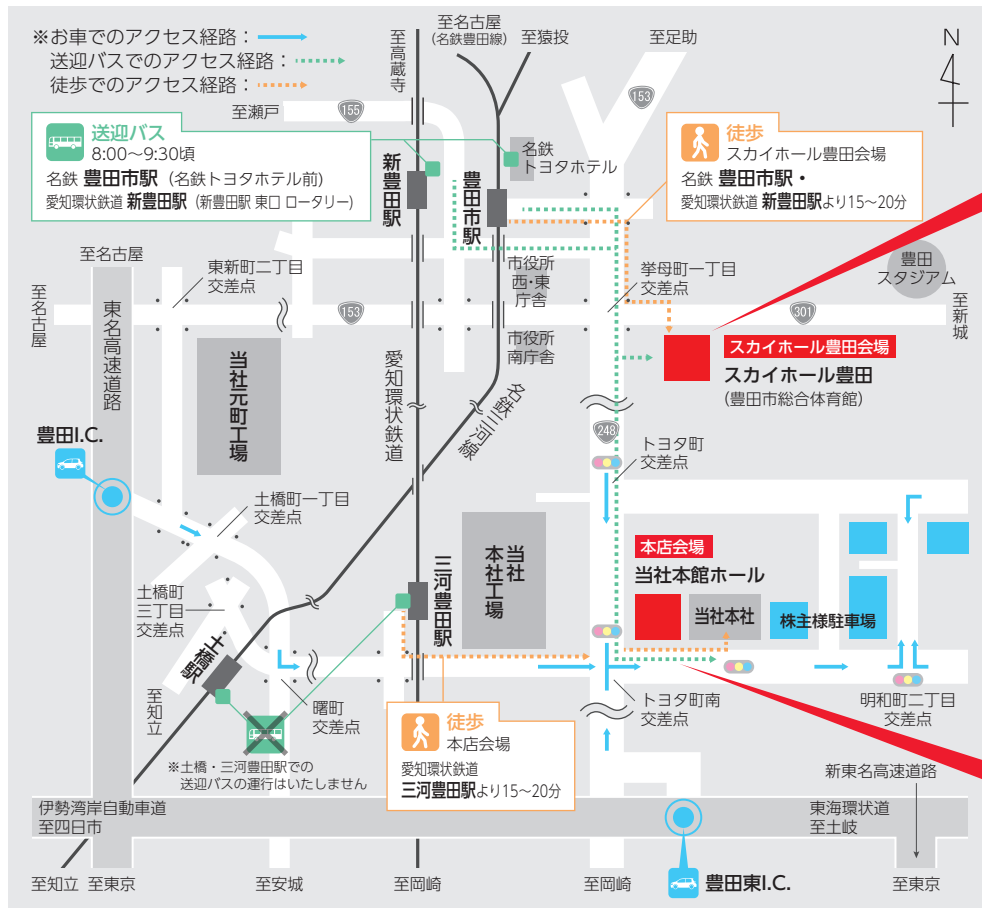 ※お車でのアクセス経路：
送迎バスでのアクセス経路：
徒歩でのアクセス経路：
至高蔵寺
至名古屋
(名鉄豊田線)
至猿投
至足助
N
至瀬戸
155
153
送迎バス
8:00～9:30頃
名鉄 豊田市駅（名鉄トヨタホテル前）
愛知環状鉄道 新豊田駅（新豊田駅 東口 ロータリー）
新豊田駅
豊田市駅
名鉄
トヨタホテル
徒歩
スカイホール豊田会場
名鉄 豊田市駅・
愛知環状鉄道 新豊田駅より15～20分
至名古屋
東新町二丁目
交差点
市役所
西・東
庁舎
挙母町一丁目
交差点
豊田
スタジアム
至名古屋
東名高速道路
153
市役所
南庁舎
301
至新城
当社元町工場
愛知環状鉄道
名鉄三河線
スカイホール豊田会場
スカイホール豊田
(豊田市総合体育館)
豊田I.C.
248
トヨタ町
交差点
土橋町一丁目
交差点
当社
本社工場
三河豊田駅
本店会場
当社本館ホール
土橋町
三丁目
交差点
当社本社
株主様駐車場
土橋駅
至知立
曙町
交差点
徒歩
本店会場
愛知環状鉄道
三河豊田駅より15～20分
トヨタ町南
交差点
明和町二丁目
交差点
※土橋・三河豊田駅での
送迎バスの運行はいたしません
新東名高速道路
伊勢湾岸自動車道
至四日市
東海環状道
至土岐
至知立
至東京
至安城
至岡崎
至岡崎
豊田東I.C.
至東京